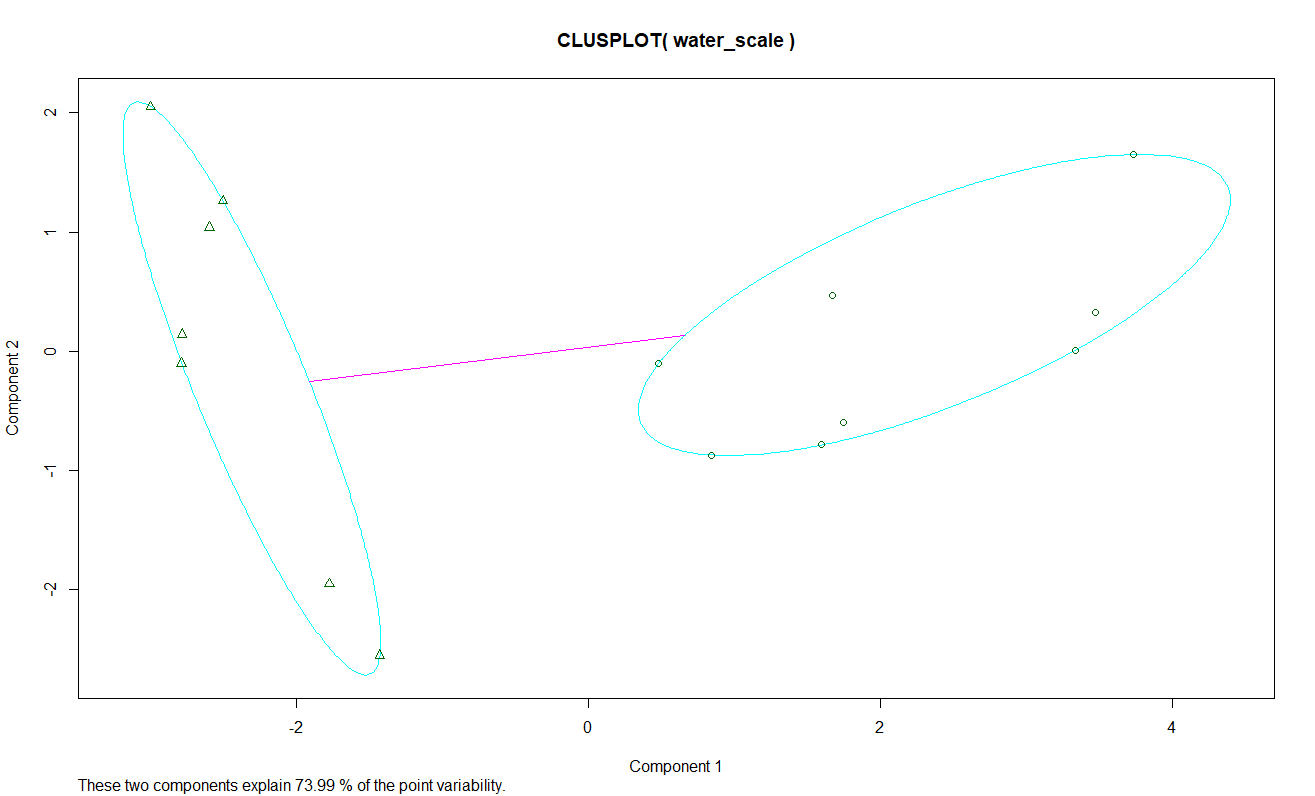 CLUSPLOT( water_scale )
2
1
0
-1
-2
Component 2
-2
0
2
4
Component 1
These two components explain 73.99 % of the point variability.